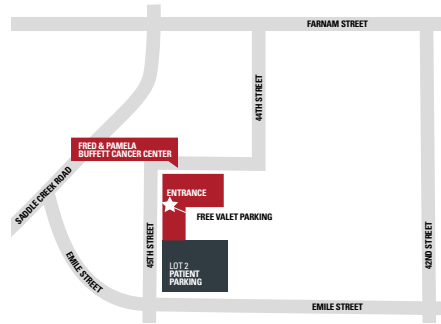 FARNAM STREET
44TH STREET
FRED & PAMELA
BUFFETT CANCER CENTER
SADDLE CREEK ROAD
ENTRANCE
FREE VALET PARKING
45TH STREET
42ND STREET
EMILE STREET
LOT 2
PATIENT
PARKING
EMILE STREET